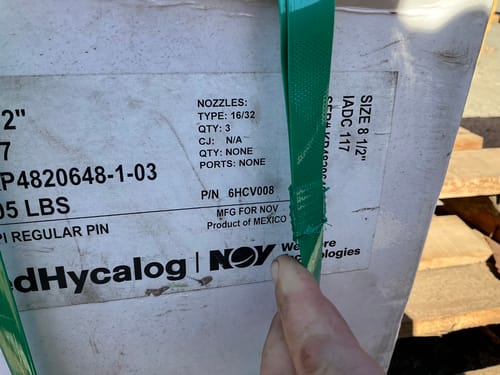 2"
7
P4820648-1-03
05 LBS
PI REGULAR PIN
NOZZLES:
TYPE: 16/32
QTY: 3
CJ: N/A
QTY: NONE
PORTS: NONE
P/N 6HCV008
MFG FOR NOV
Product of MEXICO
edHycalog | NOV
SIZE 8 1/2"
IADC 117